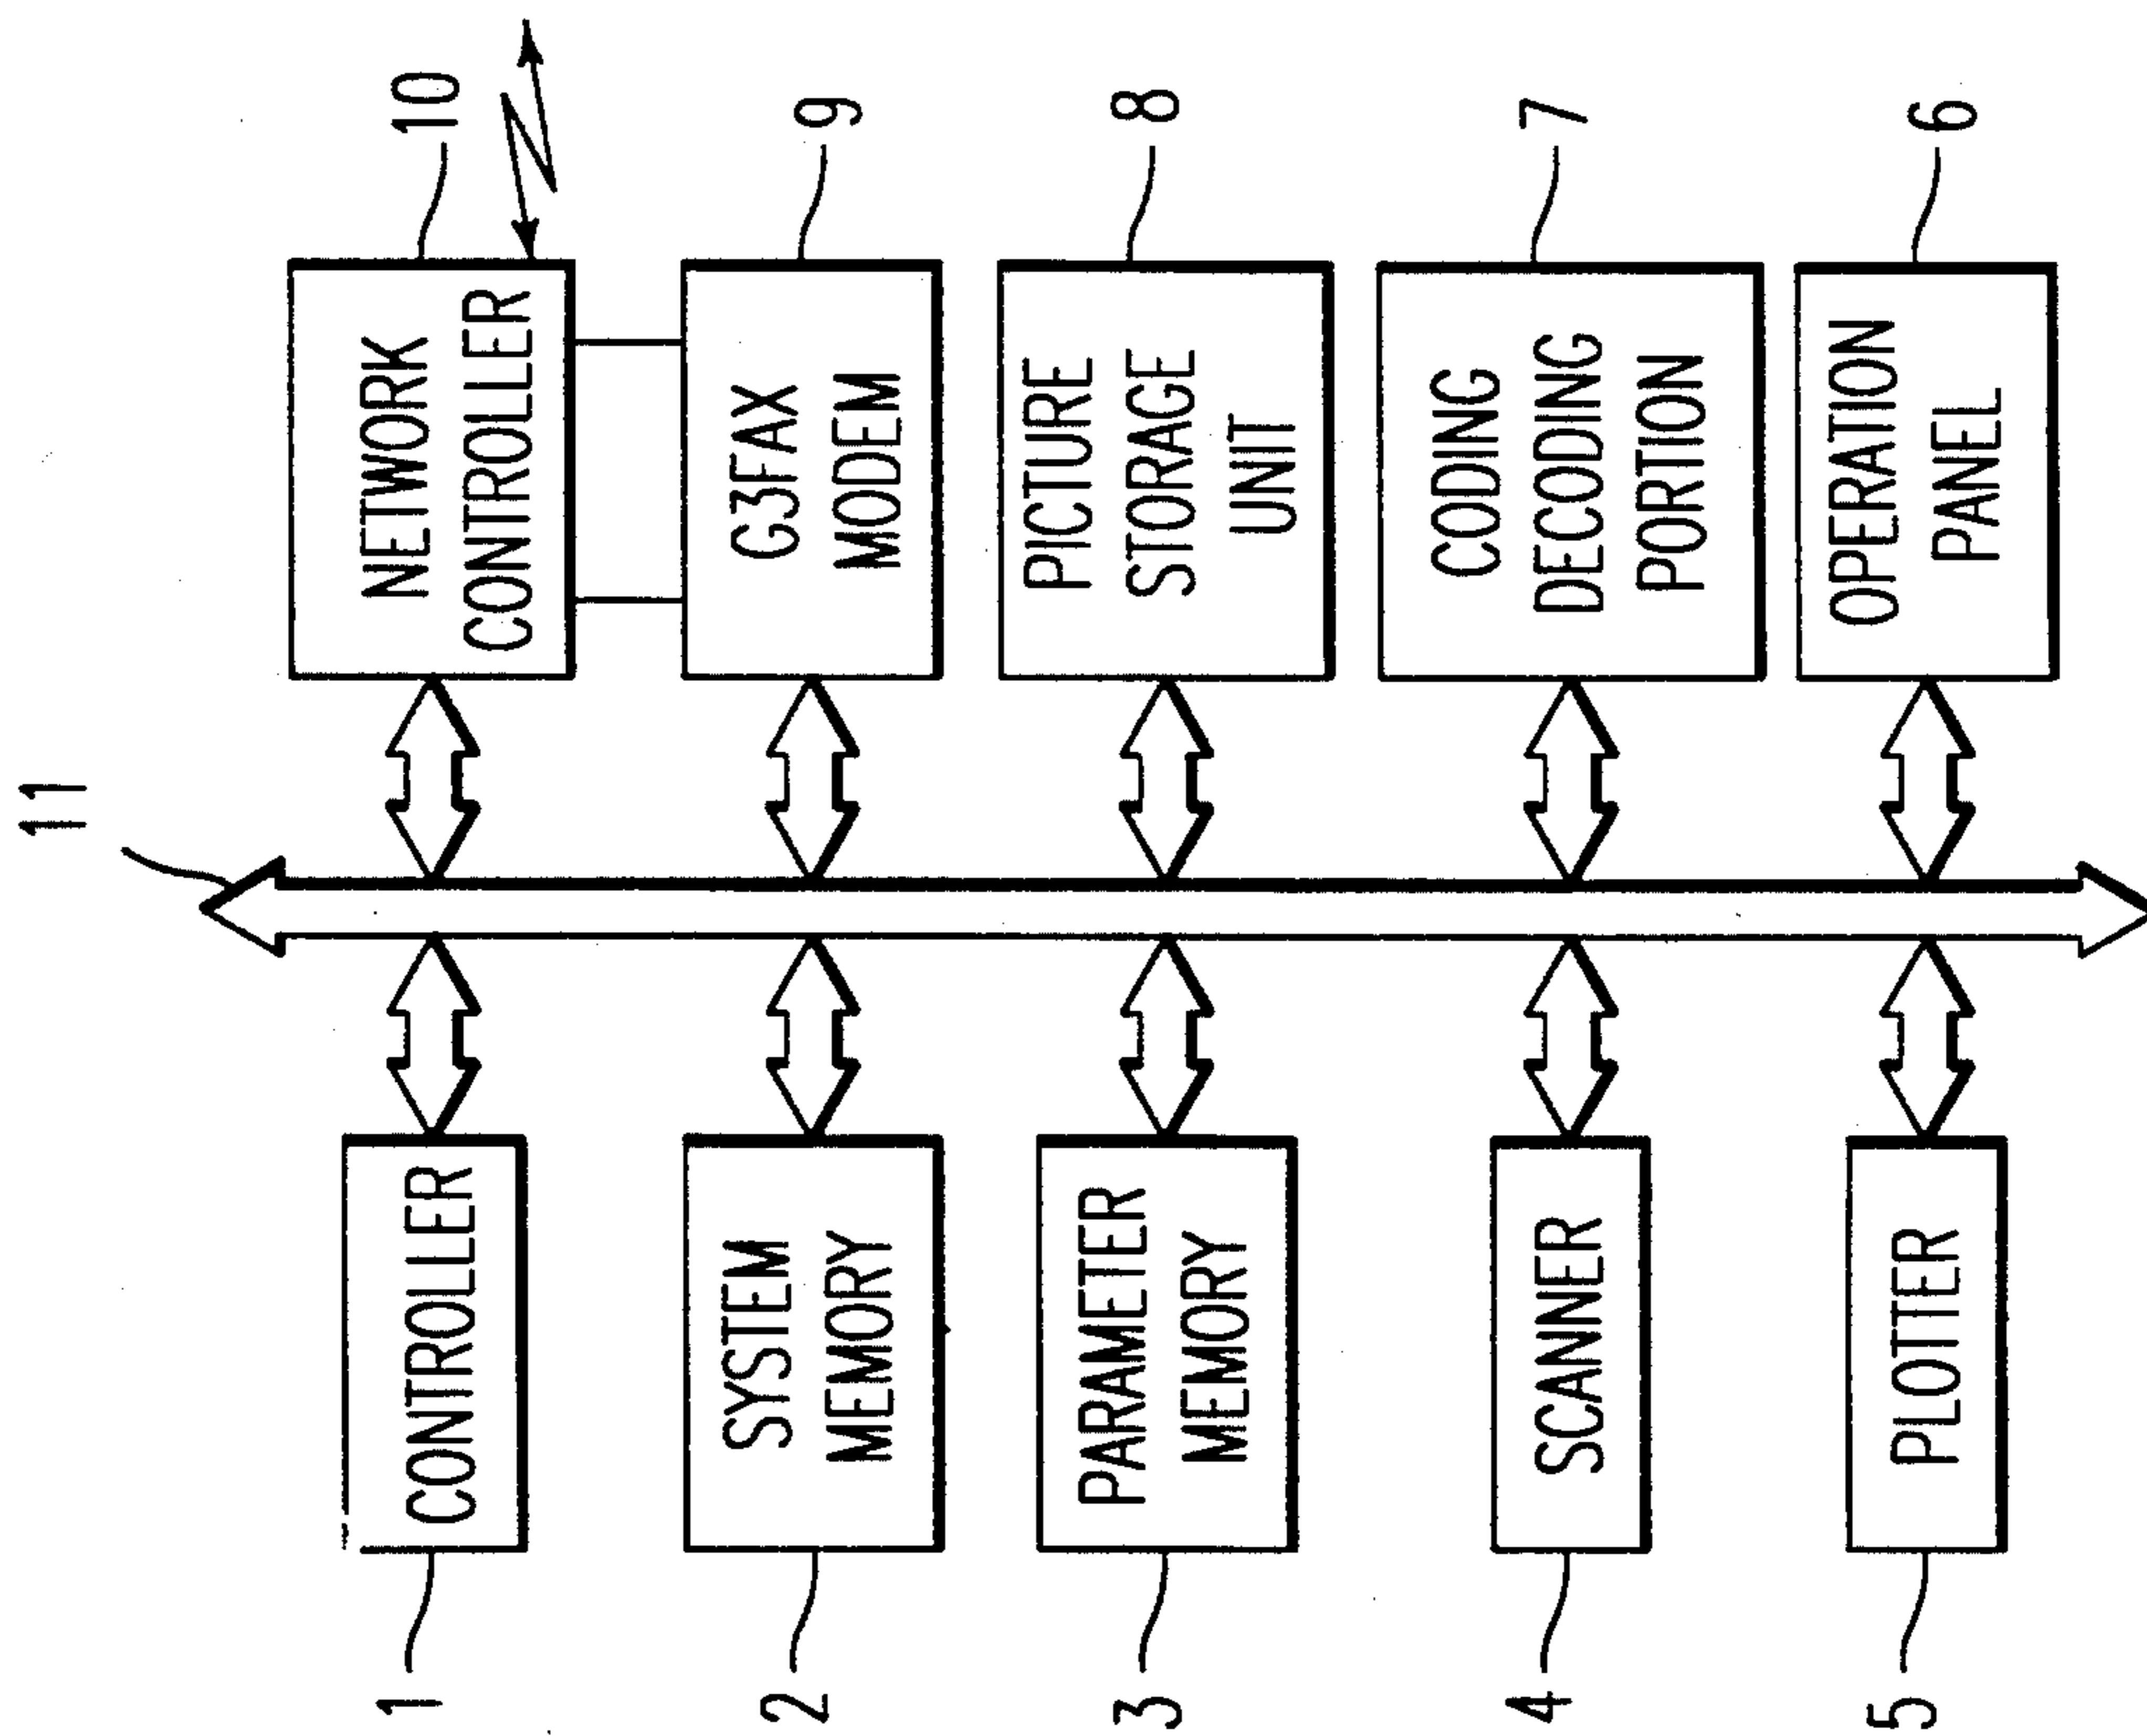 11
1
CONTROLLER
2
SYSTEM
MEMORY
3
PARAMETER
MEMORY
4
SCANNER
5
PLOTTER
NETWORK
CONTROLLER
10
G3FAX
MODEM
9
PICTURE
STORAGE
UNIT
8
CODING
DECODING
PORTION
7
OPERATION
PANEL
6